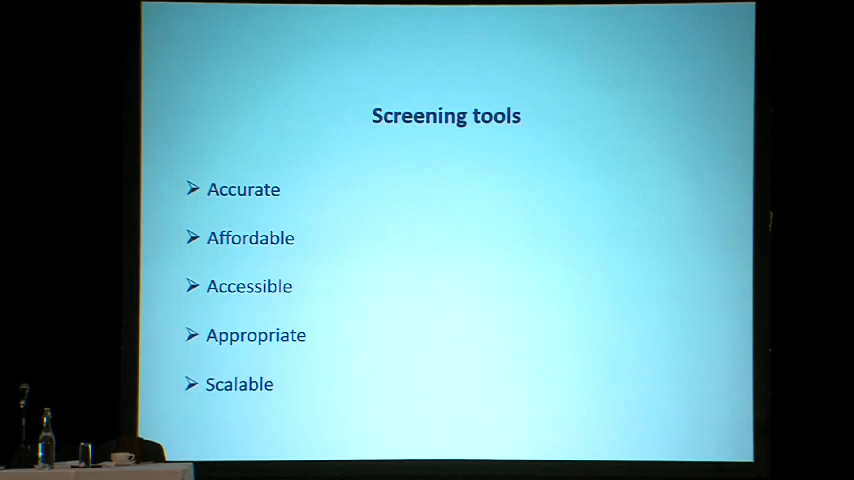 Screening tools
➢ Accurate
➢ Affordable
➢ Accessible
➢ Appropriate
➢ Scalable